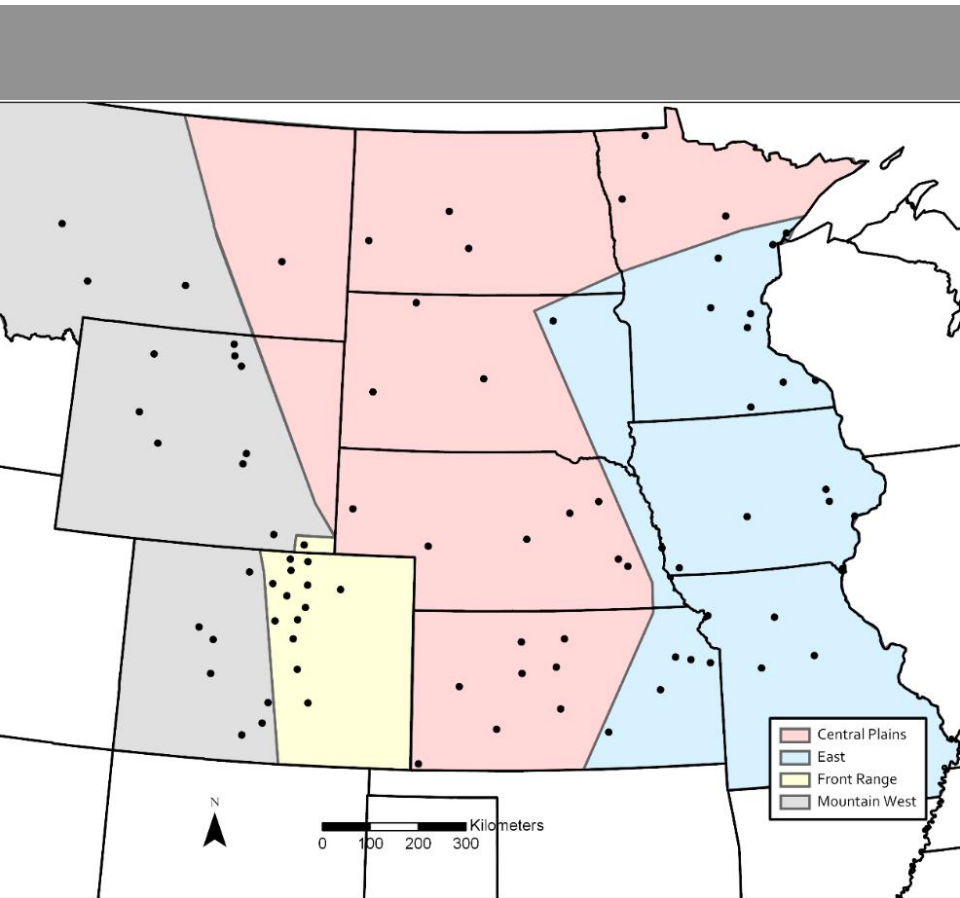 Central Plains
East
Front Range
Mountain West
N
Kilometers
0 100 200 300